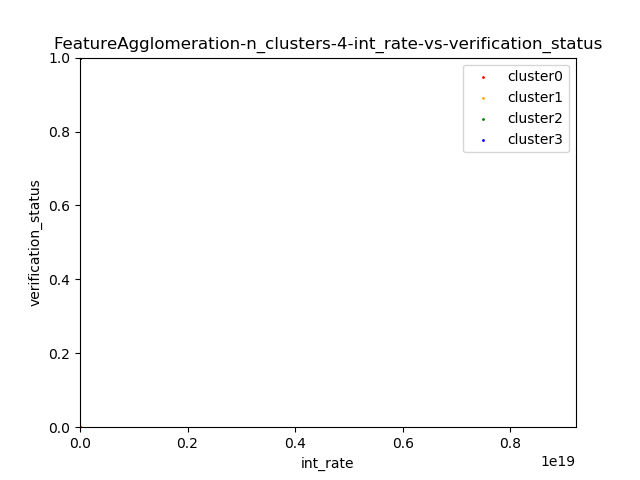 FeatureAgglomeration-n_clusters-4-int_rate-vs-verification_status
1.0
0.8
0.6
0.4
0.2
0.0
verification_status
cluster0
cluster1
cluster2
cluster3
0.0 0.2 0.4 0.6 0.8
1e19
int_rate